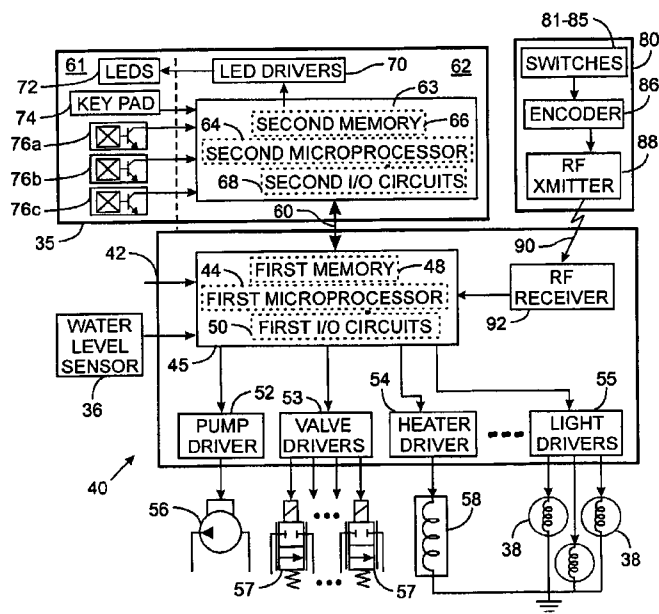 81-85
61
62
80
72
LEDS
LED DRIVERS
70
SWITCHES
74
KEY PAD
63
86
ENCODER
76a
64
SECOND MEMORY
66
76b
SECOND MICROPROCESSOR
88
RF
XMITTER
68
SECOND I/O CIRCUITS
76c
60
35
90
42
44
FIRST MEMORY
48
FIRST MICROPROCESSOR
RF
RECEIVER
50
FIRST I/O CIRCUITS
92
WATER
LEVEL
SENSOR
45
36
52
53
54
55
PUMP
DRIVER
VALVE
DRIVERS
HEATER
DRIVER
LIGHT
DRIVERS
40
56
58
38
38
57
57